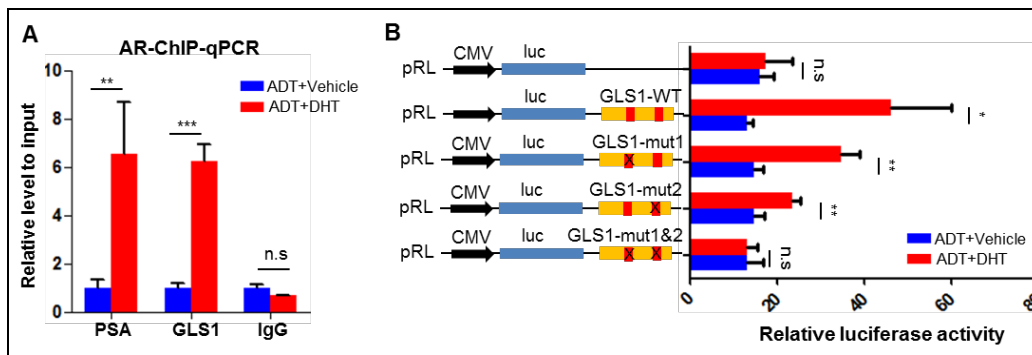 A
AR-ChIP-qPCR
Relative level to input
10
8
6
4
2
0
**
***
n.s
ADT+Vehicle
ADT+DHT
PSA
GLS1
IgG
B
pRL
CMV
luc
n.s
pRL
CMV
luc
GLS1-WT
*
pRL
CMV
luc
GLS1-mut1
X
**
pRL
CMV
luc
GLS1-mut2
X
**
pRL
CMV
luc
GLS1-mut1&2
X
X
n.s
ADT+Vehicle
ADT+DHT
0
20
40
60
Relative luciferase activity